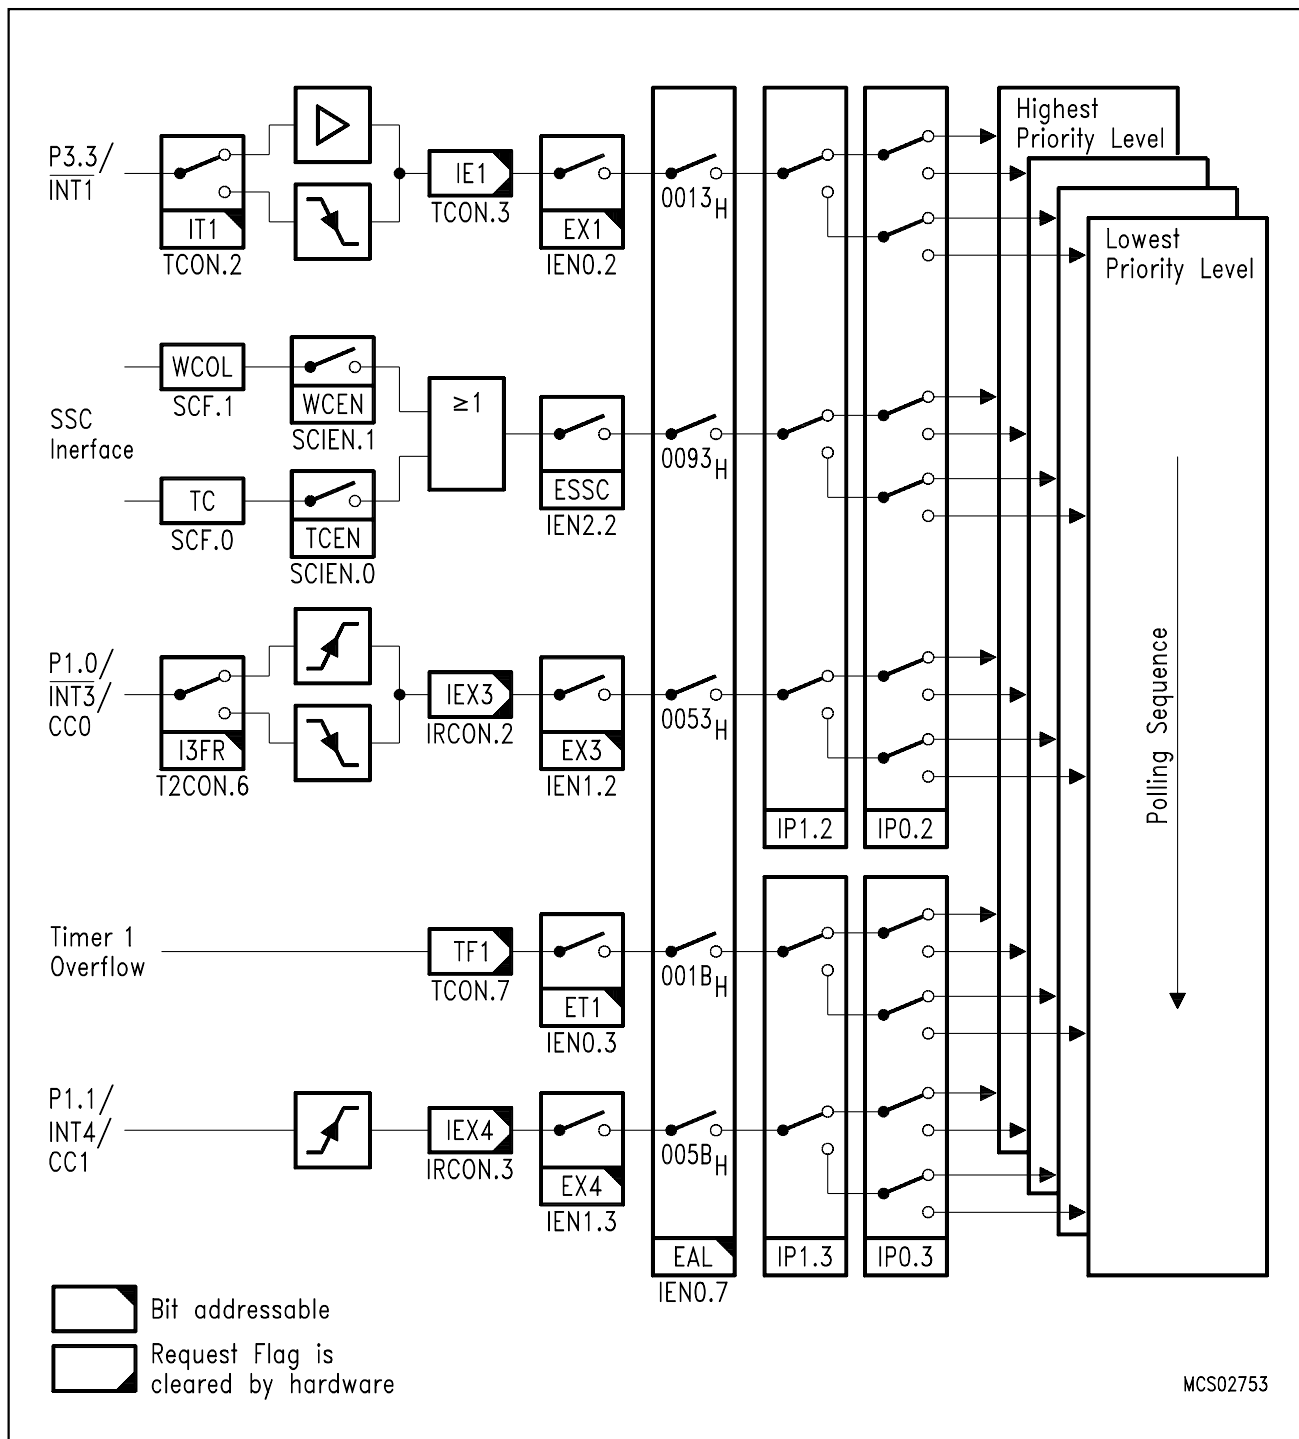 Highest
Priority Level
P3.3/
INT1
IT1
TCON.2
IE1
TCON.3
EX1
IEN0.2
0013H
Lowest
Priority Level
SSC
Inerface
WCOL
SCF.1
WCEN
SCIEN.1
≥1
TC
SCF.0
TCEN
SCIEN.0
ESSC
IEN2.2
0093H
P1.0/
INT3/
CC0
I3FR
T2CON.6
IEX3
IRCON.2
EX3
IEN1.2
0053H
IP1.2
IP0.2
Polling Sequence
Timer 1
Overflow
TF1
TCON.7
ET1
IEN0.3
001BH
P1.1/
INT4/
CC1
IEX4
IRCON.3
EX4
IEN1.3
005BH
EAL
IEN0.7
IP1.3
IP0.3
Bit addressable
Request Flag is
cleared by hardware
MCS02753